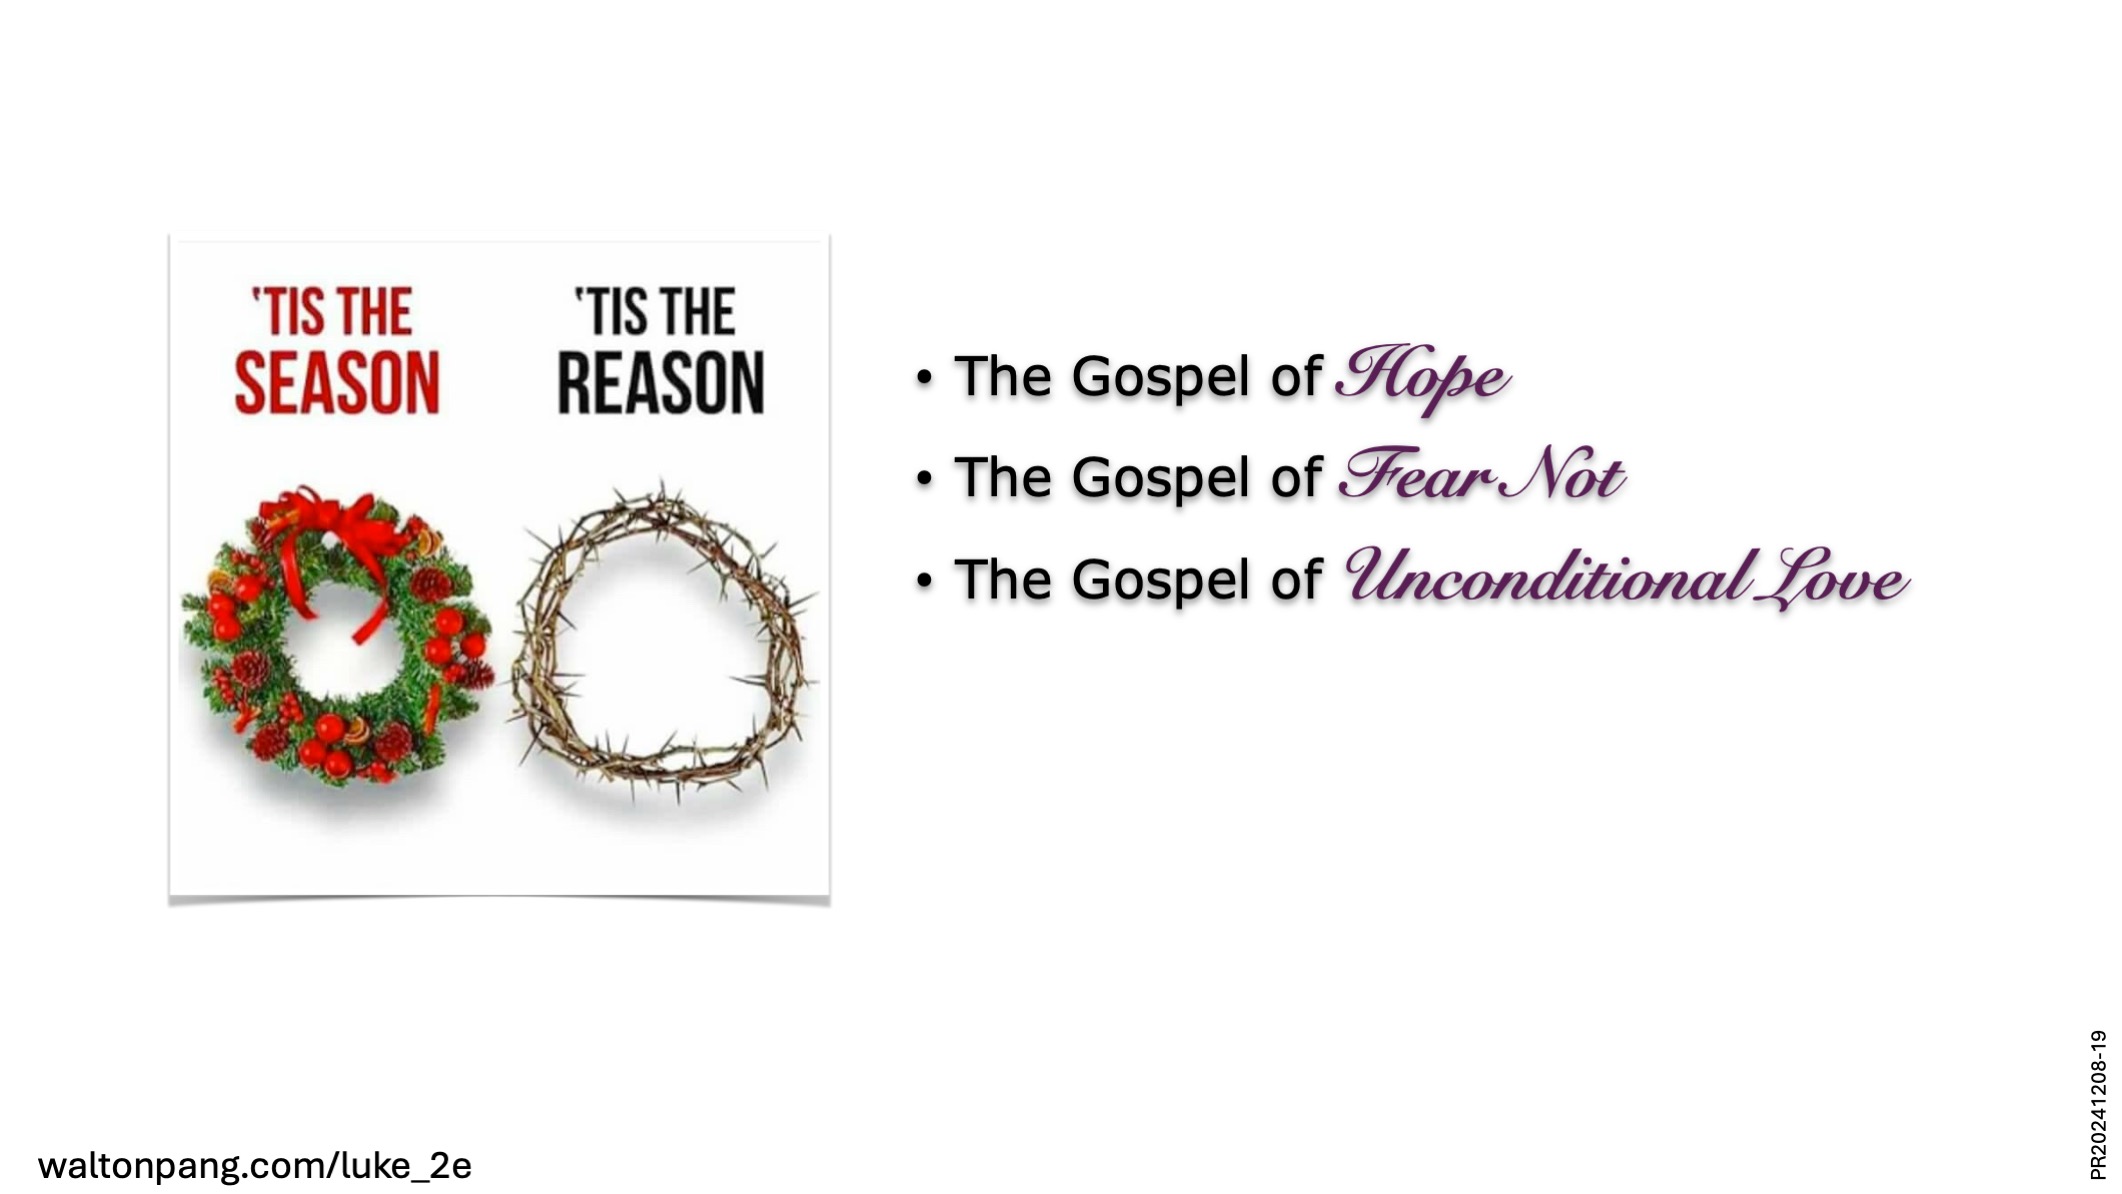 ‛TIS THE
SEASON
‛TIS THE
REASON
• The Gospel of Hope
• The Gospel of Fear Not
• The Gospel of Unconditional Love
waltonpang.com/luke_2e
PR20241208-19